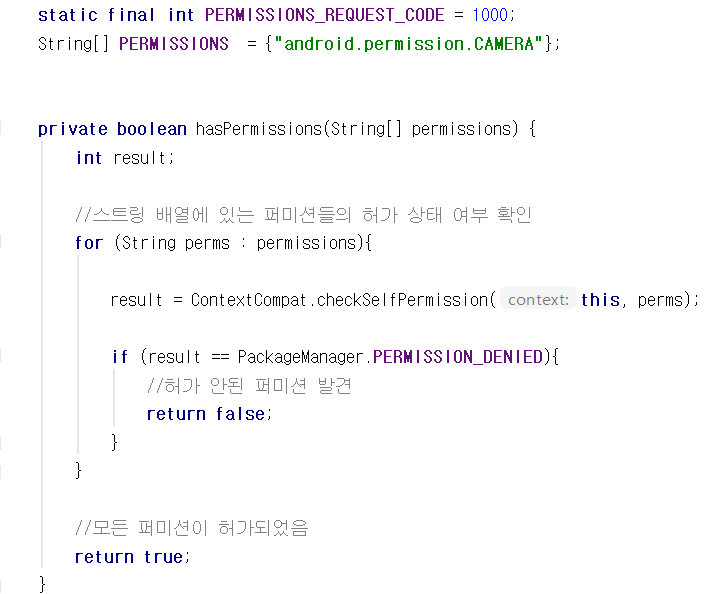 static final int PERMISSIONS_REQUEST_CODE = 1000;
String[] PERMISSIONS  = {"android.permission.CAMERA"};
private boolean hasPermissions(String[] permissions) {
int result;
//스트링 배열에 있는 퍼미션들의 허가 상태 여부 확인
for (String perms : permissions){
result = ContextCompat.checkSelfPermission( context: this, perms);
if (result == PackageManager.PERMISSION_DENIED){
//허가 안된 퍼미션 발견
return false;
}
}
//모든 퍼미션이 허가되었음
return true;
}